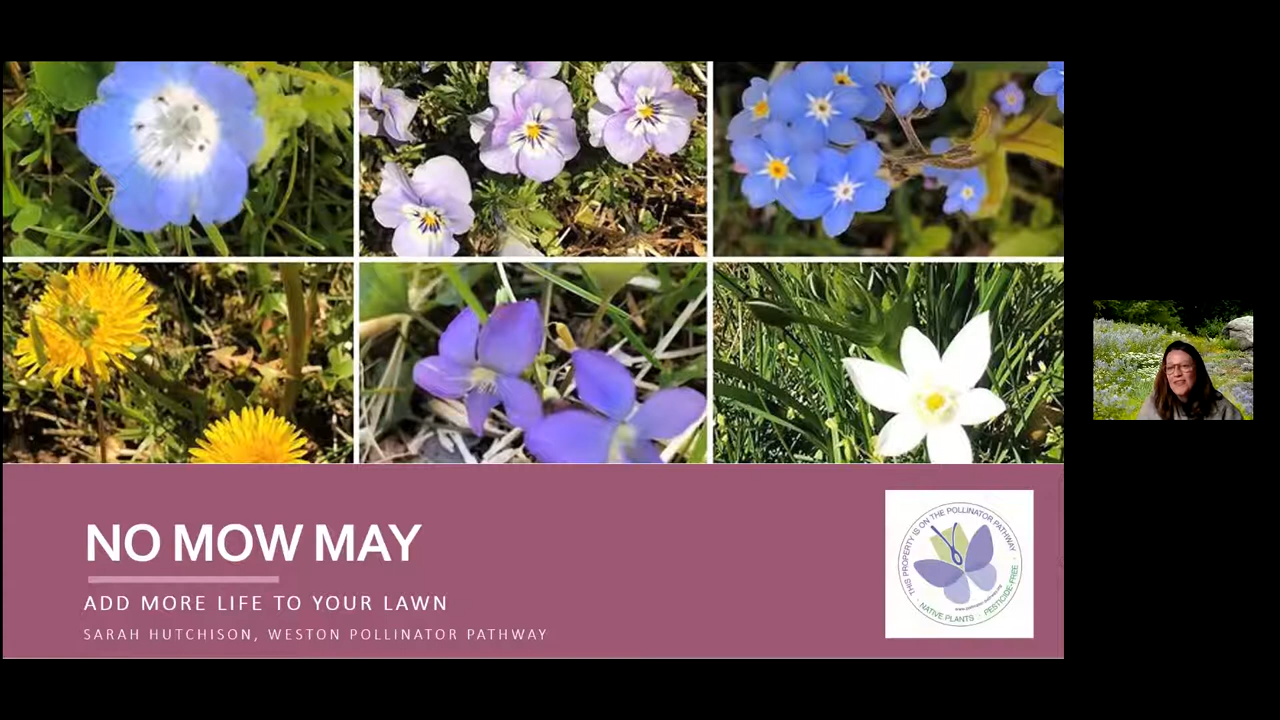 NO MOW MAY
ADD MORE LIFE TO YOUR LAWN
SARAH HUTCHISON, WESTON POLLINATOR PATHWAY
THIS PROPERTY IS ON THE POLLINATOR PATHWAY
· NATIVE PLANTS · PESTICIDE-FREE ·